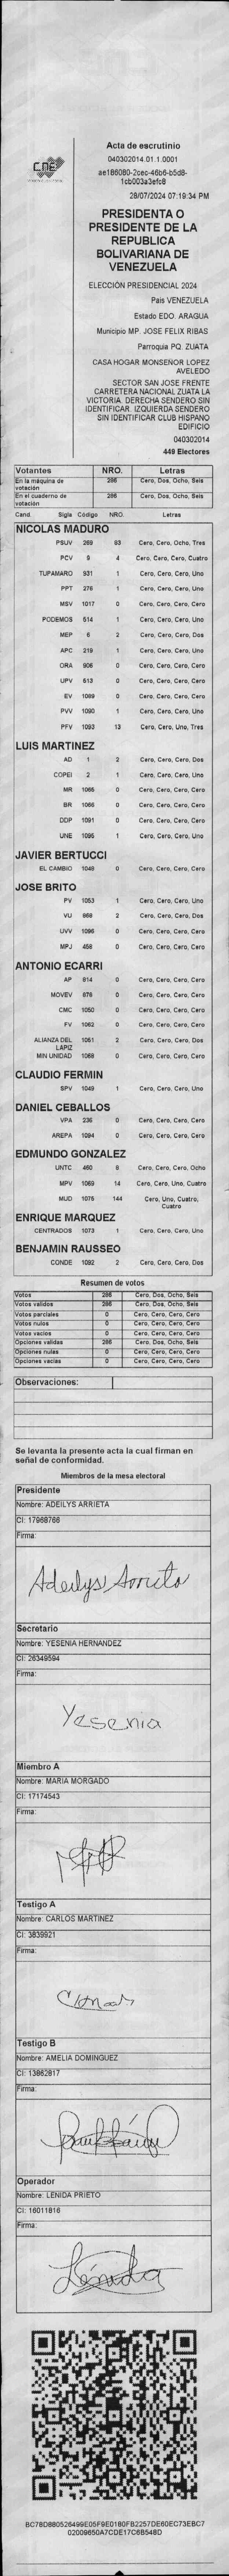 CNE
Acta de escrutinio
040302014.01.1.0001
ae186080-2cec-46b6-b5d8-
1cb003a3efc8
28/07/2024 07:19:34 PM
PRESIDENTA O
PRESIDENTE DE LA
REPUBLICA
BOLIVARIANA DE
VENEZUELA
ELECCIÓN PRESIDENCIAL 2024
Pais VENEZUELA
Estado EDO. ARAGUA
Municipio MP. JOSE FELIX RIBAS
Parroquia PQ. ZUATA
CASA HOGAR MONSEÑOR LOPEZ
AVELEDO
SECTOR SAN JOSE FRENTE
CARRETERA NACIONAL ZUATA LA
VICTORIA. DERECHA SENDERO SIN
IDENTIFICAR. IZQUIERDA SENDERO
SIN IDENTIFICAR CLUB HISPANO
EDIFICIO
040302014
449 Electores
Votantes NRO. Letras
En la máquina de votación 286 Cero, Dos, Ocho, Seis
En el cuaderno de votación 286 Cero, Dos, Ocho, Seis
Cand. Sigla Código NRO. Letras
NICOLAS MADURO
PSUV 269 83 Cero, Cero, Ocho, Tres
PCV 9 4 Cero, Cero, Cero, Cuatro
TUPAMARO 931 1 Cero, Cero, Cero, Uno
PPT 276 1 Cero, Cero, Cero, Uno
MSV 1017 0 Cero, Cero, Cero, Cero
PODEMOS 514 1 Cero, Cero, Cero, Uno
MEP 6 2 Cero, Cero, Cero, Dos
APC 219 1 Cero, Cero, Cero, Uno
ORA 906 0 Cero, Cero, Cero, Cero
UPV 513 0 Cero, Cero, Cero, Cero
EV 1089 0 Cero, Cero, Cero, Cero
PVV 1090 1 Cero, Cero, Cero, Uno
PFV 1093 13 Cero, Cero, Uno, Tres
LUIS MARTINEZ
AD 1 2 Cero, Cero, Cero, Dos
COPEI 2 1 Cero, Cero, Cero, Uno
MR 1065 0 Cero, Cero, Cero, Cero
BR 1066 0 Cero, Cero, Cero, Cero
DDP 1091 0 Cero, Cero, Cero, Cero
UNE 1095 1 Cero, Cero, Cero, Uno
JAVIER BERTUCCI
EL CAMBIO 1048 0 Cero, Cero, Cero, Cero
JOSE BRITO
PV 1053 1 Cero, Cero, Cero, Uno
VU 668 2 Cero, Cero, Cero, Dos
UVV 1096 0 Cero, Cero, Cero, Cero
MPJ 458 0 Cero, Cero, Cero, Cero
ANTONIO ECARRI
AP 814 0 Cero, Cero, Cero, Cero
MOVEV 876 0 Cero, Cero, Cero, Cero
CMC 1050 0 Cero, Cero, Cero, Cero
FV 1062 0 Cero, Cero, Cero, Cero
ALIANZA DEL LAPIZ 1051 2 Cero, Cero, Cero, Dos
MIN UNIDAD 1068 0 Cero, Cero, Cero, Cero
CLAUDIO FERMIN
SPV 1049 1 Cero, Cero, Cero, Uno
DANIEL CEBALLOS
VPA 236 0 Cero, Cero, Cero, Cero
AREPA 1094 0 Cero, Cero, Cero, Cero
EDMUNDO GONZALEZ
UNTC 460 8 Cero, Cero, Cero, Ocho
MPV 1069 14 Cero, Cero, Uno, Cuatro
MUD 1075 144 Cero, Uno, Cuatro,
Cuatro
ENRIQUE MARQUEZ
CENTRADOS 1073 1 Cero, Cero, Cero, Uno
BENJAMIN RAUSSEO
CONDE 1092 2 Cero, Cero, Cero, Dos
Resumen de votos
Votos 286 Cero, Dos, Ocho, Seis
Votos validos 286 Cero, Dos, Ocho, Seis
Votos parciales 0 Cero, Cero, Cero, Cero
Votos nulos 0 Cero, Cero, Cero, Cero
Votos vacios 0 Cero, Cero, Cero, Cero
Opciones validas 286 Cero, Dos, Ocho, Seis
Opciones nulas 0 Cero, Cero, Cero, Cero
Opciones vacias 0 Cero, Cero, Cero, Cero
Observaciones:
Se levanta la presente acta la cual firman en
señal de conformidad.
Miembros de la mesa electoral
Presidente
Nombre: ADEILYS ARRIETA
CI: 17968766
Firma:
Adeilys Arrieta
Secretario
Nombre: YESENIA HERNANDEZ
CI: 26349594
Firma:
Yesenia
Miembro A
Nombre: MARIA MORGADO
CI: 17174543
Firma:
Testigo A
Nombre: CARLOS MARTINEZ
CI: 3839921
Firma:
Testigo B
Nombre: AMELIA DOMINGUEZ
CI: 13862817
Firma:
Operador
Nombre: LENIDA PRIETO
CI: 16011816
Firma:
Lenida
BC78D880526499E05F9E0180FB2257DE60EC73EBC7
02009650A7CDE17C6B548D